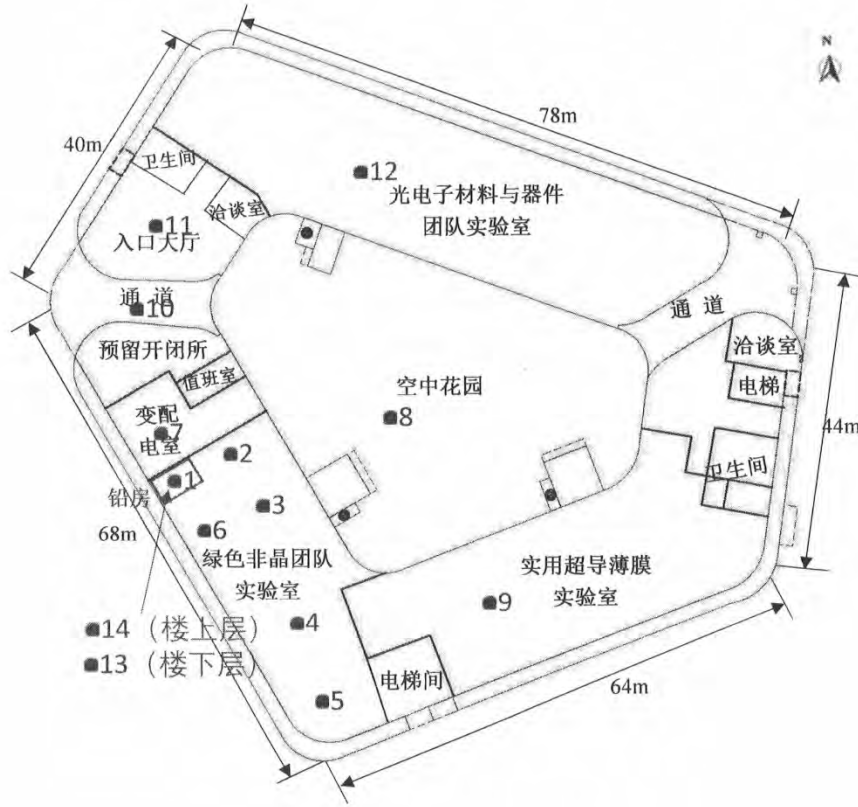 N
78m
40m
卫生间
12
光电子材料与器件
团队实验室
洽谈室
11
入口大厅
通道
10
通道
预留开闭所
洽谈室
值班室
空中花园
电梯
变配
电室
7
8
44m
2
卫生间
1
铅房
3
68m
6
绿色非晶团队
实验室
实用超导薄膜
实验室
9
4
14（楼上层）
13（楼下层）
电梯间
5
64m